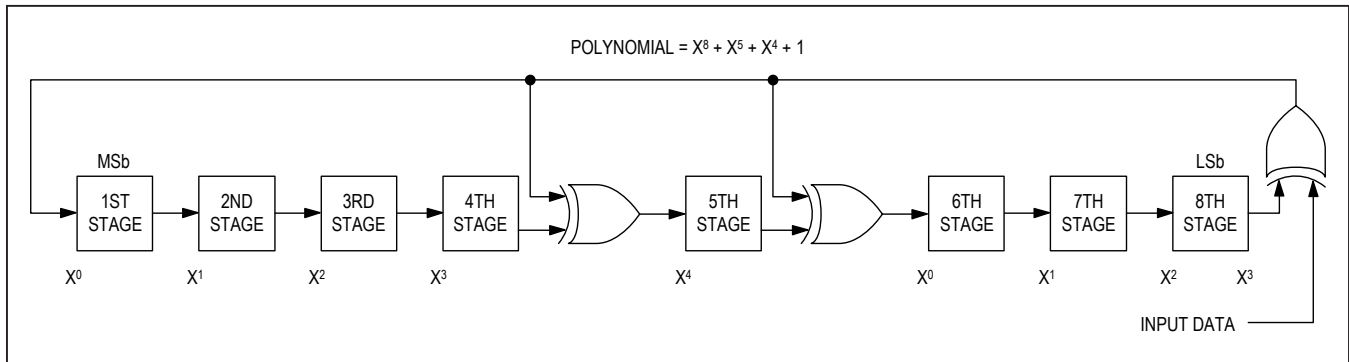 POLYNOMIAL = X⁸ + X⁵ + X⁴ + 1
MSb
LSb
1ST STAGE
2ND STAGE
3RD STAGE
4TH STAGE
5TH STAGE
6TH STAGE
7TH STAGE
8TH STAGE
X⁰ X¹ X² X³ X⁴ X⁰ X¹ X² X³
INPUT DATA